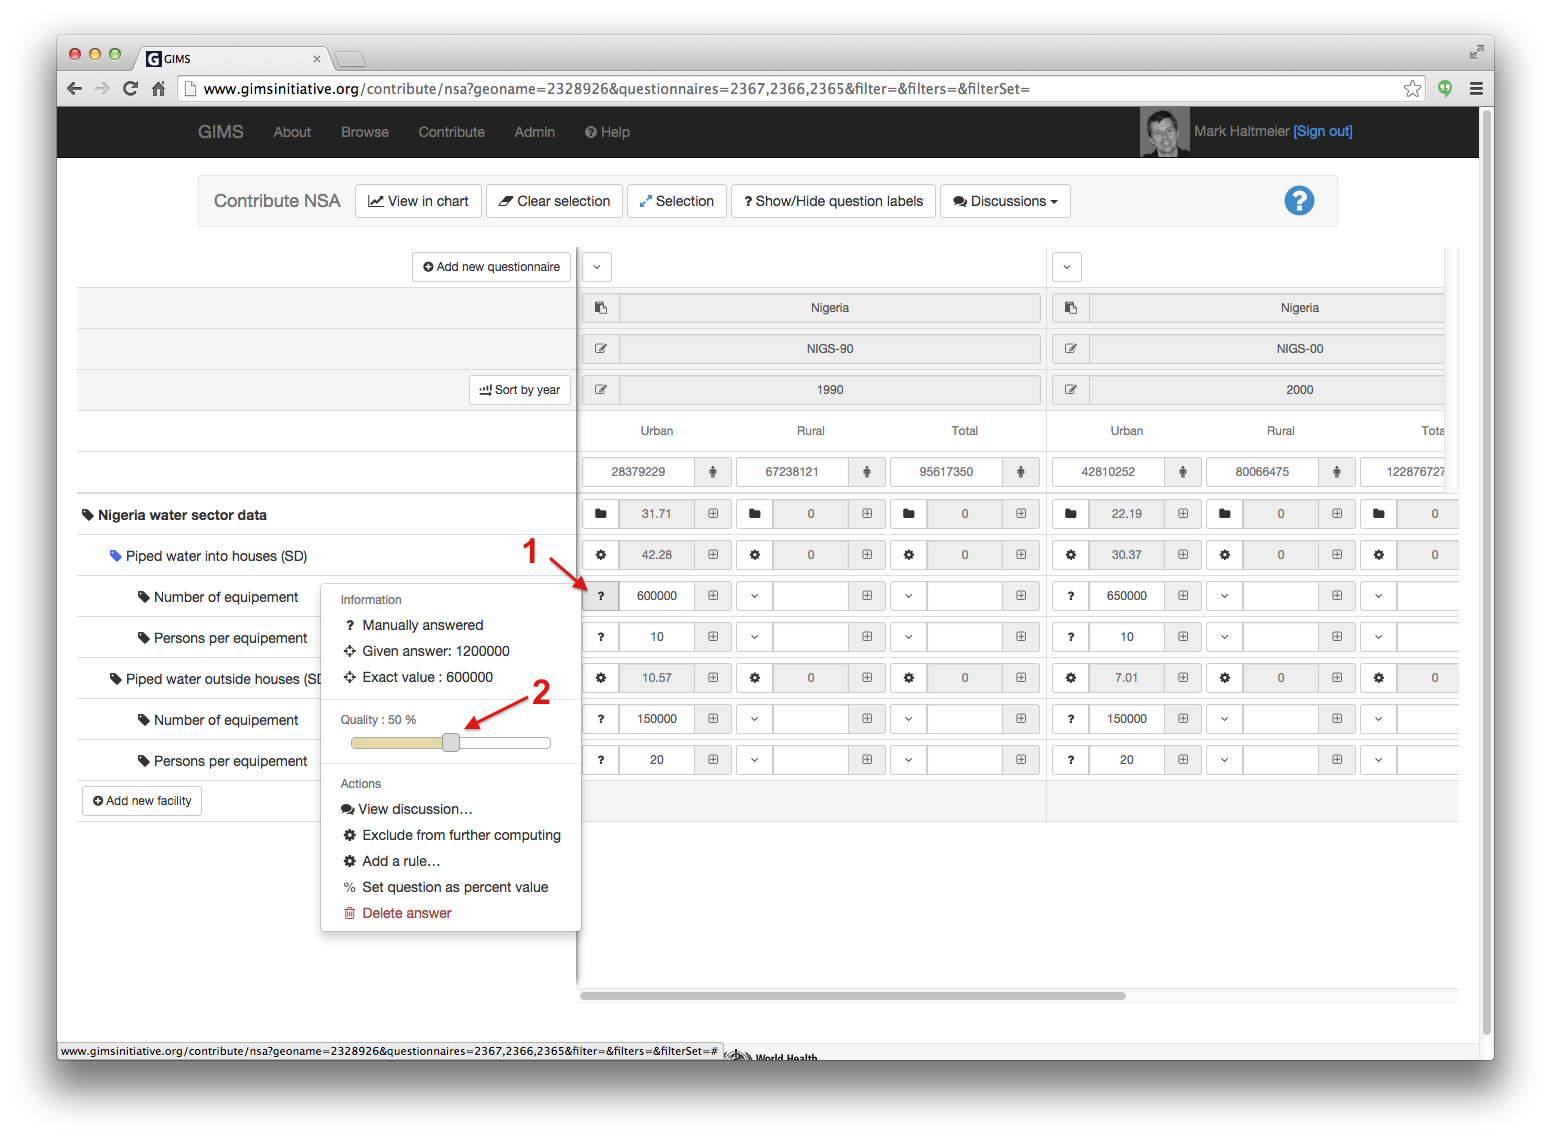 GIMS
www.gimsinitiative.org/contribute/nsa?geoname=2328926&questionnaires=2367,2366,2365&filter=&filters=&filterSet=
GIMS About Browse Contribute Admin Help Mark Haltmeier [Sign out]
Contribute NSA View in chart Clear selection Selection ? Show/Hide question labels Discussions ?
Add new questionnaire
Nigeria Nigeria
NIGS-90 NIGS-00
Sort by year 1990 2000
Urban Rural Total Urban Rural Tota
28379229 67238121 95617350 42810252 80066475 122876727
Nigeria water sector data 31.71 0 0 22.19 0 0
Piped water into houses (SD) 42.28 0 0 30.37 0 0
1
Number of equipement ? 600000 ? 650000
Persons per equipement ? 10 ? 10
Piped water outside houses (SD 10.57 0 0 7.01 0 0
Number of equipement ? 150000 ? 150000
Persons per equipement ? 20 ? 20
Add new facility
Information
? Manually answered
Given answer: 1200000
Exact value : 600000
2
Quality : 50 %
Actions
View discussion…
Exclude from further computing
Add a rule…
% Set question as percent value
Delete answer
www.gimsinitiative.org/contribute/nsa?geoname=2328926&questionnaires=2367,2366,2365&filter=&filters=&filterSet=#
World Health